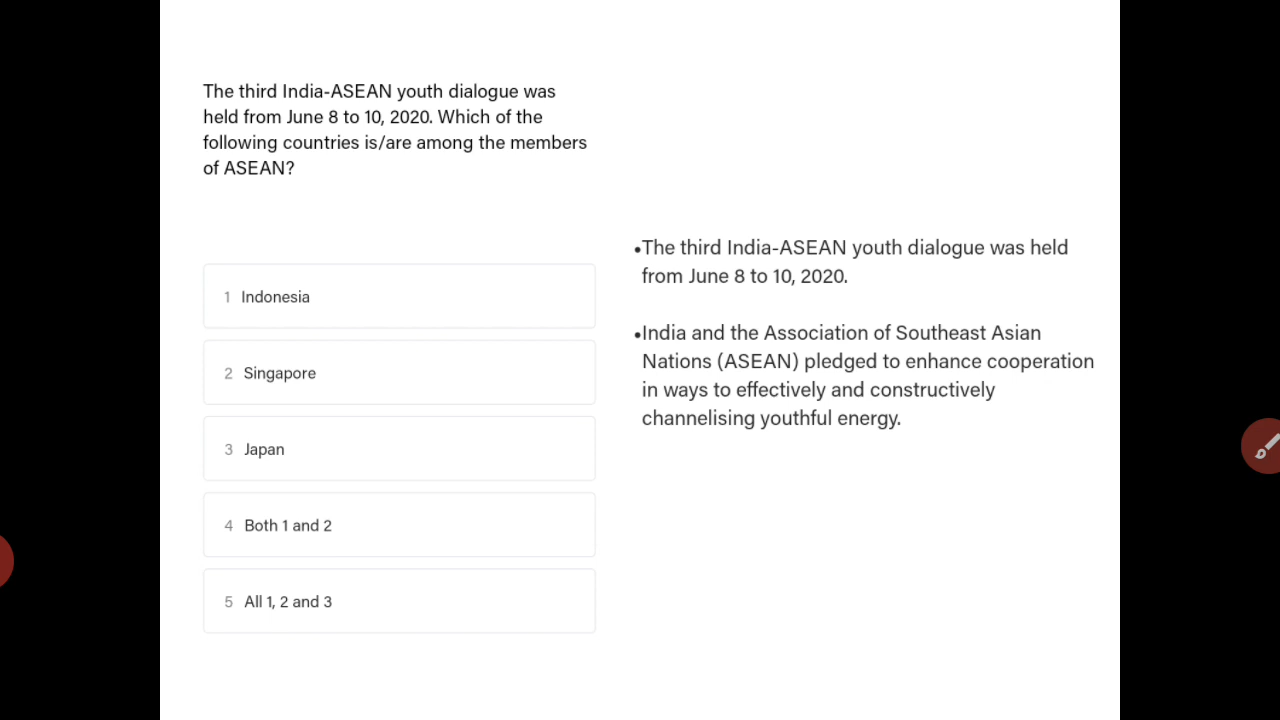 The third India-ASEAN youth dialogue was
held from June 8 to 10, 2020. Which of the
following countries is/are among the members
of ASEAN?
1 Indonesia
2 Singapore
3 Japan
4 Both 1 and 2
5 All 1, 2 and 3
•The third India-ASEAN youth dialogue was held
from June 8 to 10, 2020.
•India and the Association of Southeast Asian
Nations (ASEAN) pledged to enhance cooperation
in ways to effectively and constructively
channelising youthful energy.